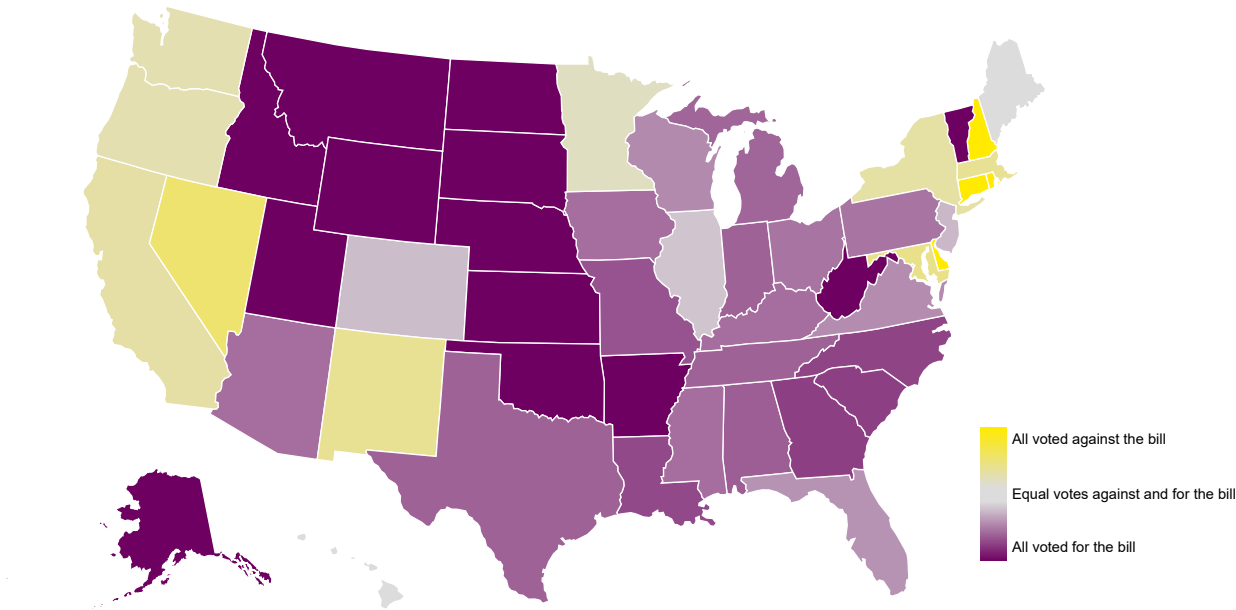 All voted against the bill
Equal votes against and for the bill
All voted for the bill